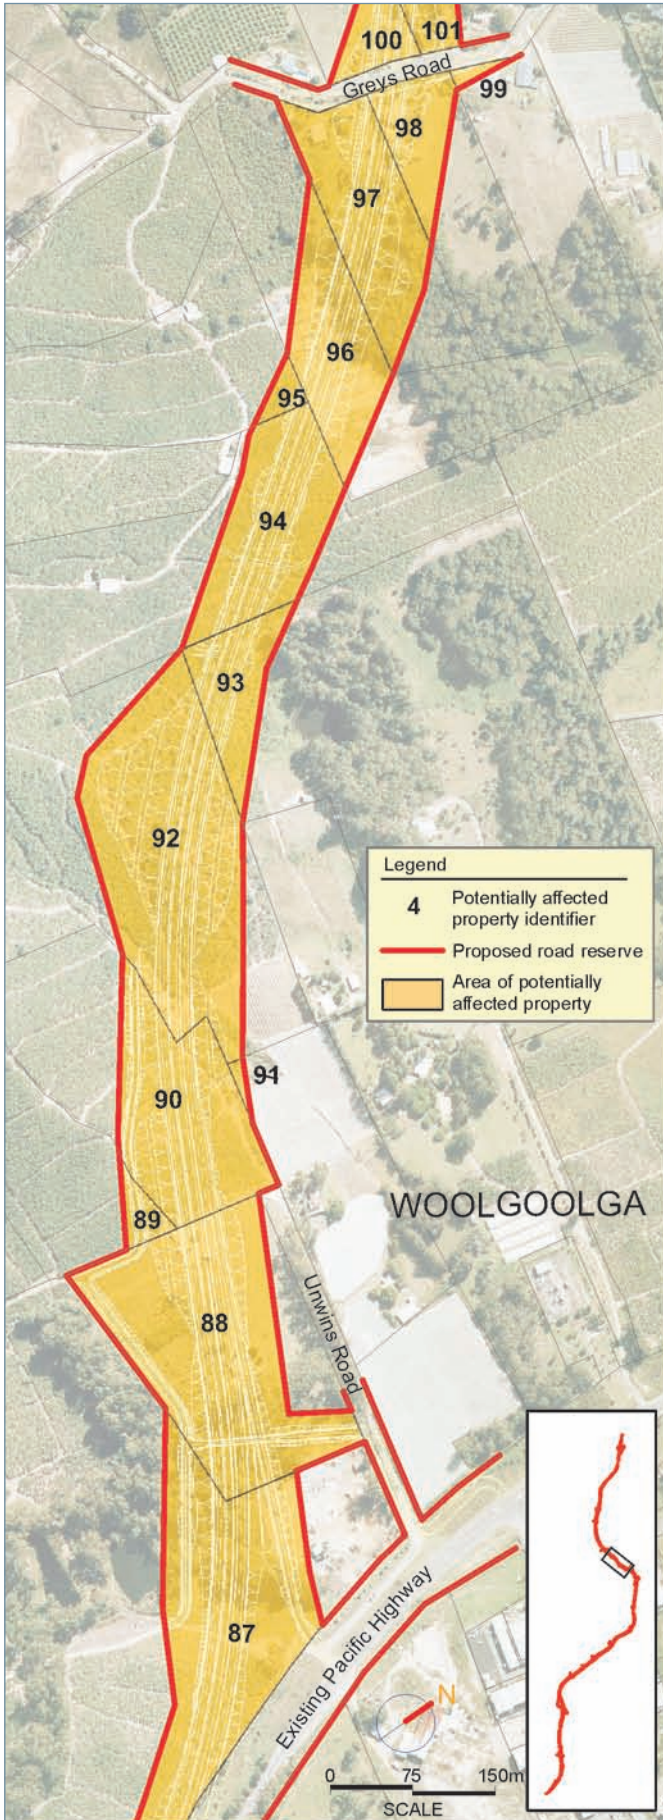 100
101
Greys Road
99
98
97
96
95
94
93
92
Legend
4 Potentially affected
property identifier
Proposed road reserve
Area of potentially
affected property
91
90
89
WOOLGOOLGA
88
Unwins Road
87
Existing Pacific Highway
N
0 75 150m
SCALE